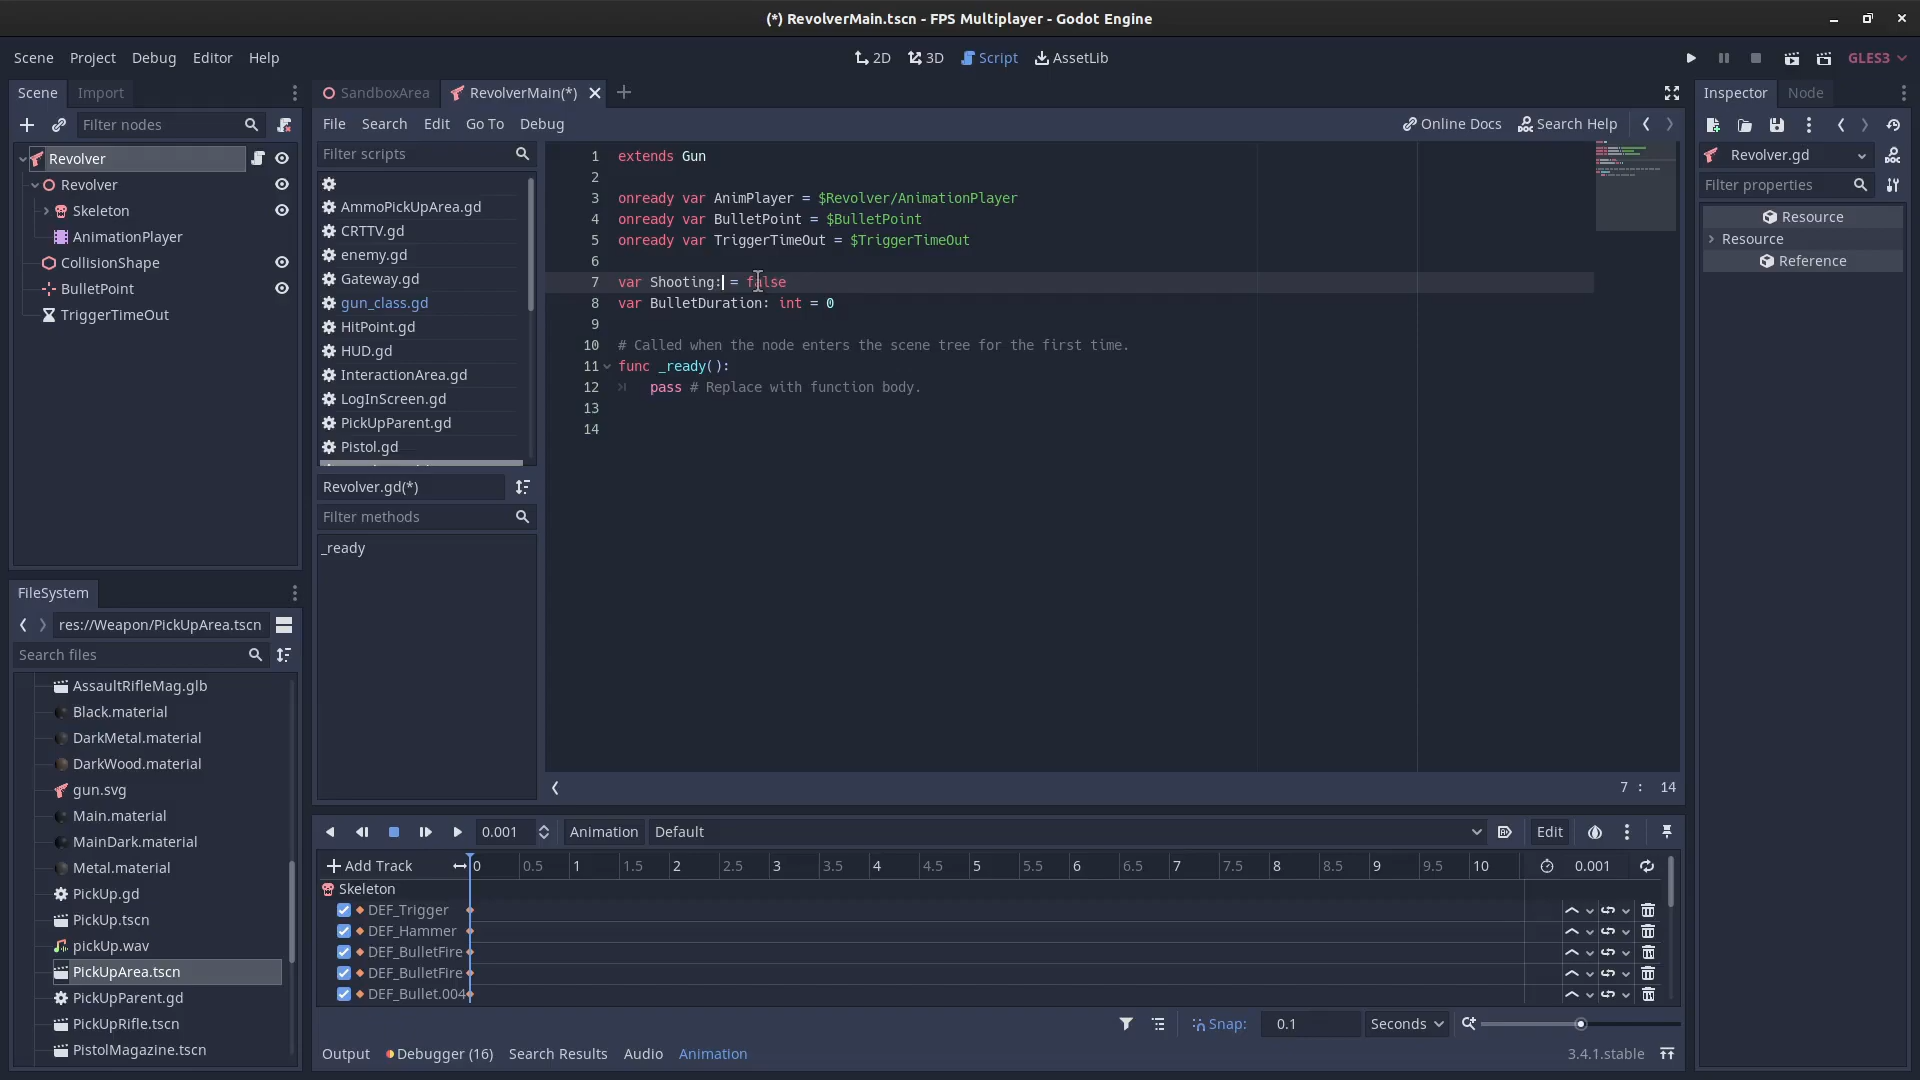 (*) RevolverMain.tscn - FPS Multiplayer - Godot Engine
Scene Project Debug Editor Help
2D 3D Script AssetLib
GLES3
Scene Import
Filter nodes
Revolver
Revolver
Skeleton
AnimationPlayer
CollisionShape
BulletPoint
TriggerTimeOut
FileSystem
res://Weapon/PickUpArea.tscn
Search files
AssaultRifleMag.glb
Black.material
DarkMetal.material
DarkWood.material
gun.svg
Main.material
MainDark.material
Metal.material
PickUp.gd
PickUp.tscn
pickUp.wav
PickUpArea.tscn
PickUpParent.gd
PickUpRifle.tscn
PistolMagazine.tscn
SandboxArea RevolverMain(*)
File Search Edit Go To Debug
Online Docs Search Help
Filter scripts
AmmoPickUpArea.gd
CRTTV.gd
enemy.gd
Gateway.gd
gun_class.gd
HitPoint.gd
HUD.gd
InteractionArea.gd
LogInScreen.gd
PickUpParent.gd
Pistol.gd
Revolver.gd(*)
Filter methods
_ready
1 extends Gun
2
3 onready var AnimPlayer = $Revolver/AnimationPlayer
4 onready var BulletPoint = $BulletPoint
5 onready var TriggerTimeOut = $TriggerTimeOut
6
7 var Shooting: = false
8 var BulletDuration: int = 0
9
10 # Called when the node enters the scene tree for the first time.
11 func _ready():
12 pass # Replace with function body.
13
14
7 : 14
0.001 Animation Default Edit
Add Track 0 0.5 1 1.5 2 2.5 3 3.5 4 4.5 5 5.5 6 6.5 7 7.5 8 8.5 9 9.5 10 0.001
Skeleton
DEF_Trigger
DEF_Hammer
DEF_BulletFire
DEF_BulletFire
DEF_Bullet.004
Snap: 0.1 Seconds
Output Debugger (16) Search Results Audio Animation
3.4.1.stable
Inspector Node
Revolver.gd
Filter properties
Resource
Resource
Reference